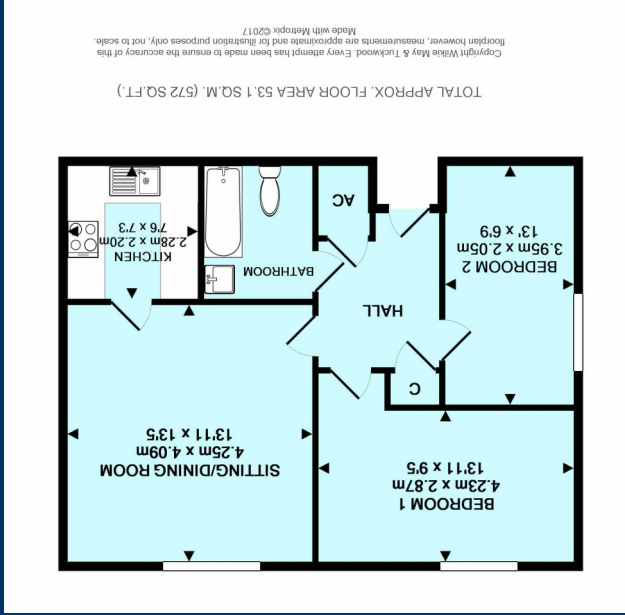 BEDROOM 1
4.23m x 2.87m
13'11 x 9'5
SITTING/DINING ROOM
4.25m x 4.09m
13'11 x 13'5
C
HALL
BEDROOM 2
3.95m x 2.05m
13' x 6'9
BATHROOM
KITCHEN
2.28m x 2.20m
7'6 x 7'3
AC
TOTAL APPROX. FLOOR AREA 53.1 SQ.M. (572 SQ.FT.)
Copyright Wilkie May & Tuckwood. Every attempt has been made to ensure the accuracy of this
floorplan however, measurements are approximate and for illustration purposes only, not to scale.
Made with Metropix ©2017